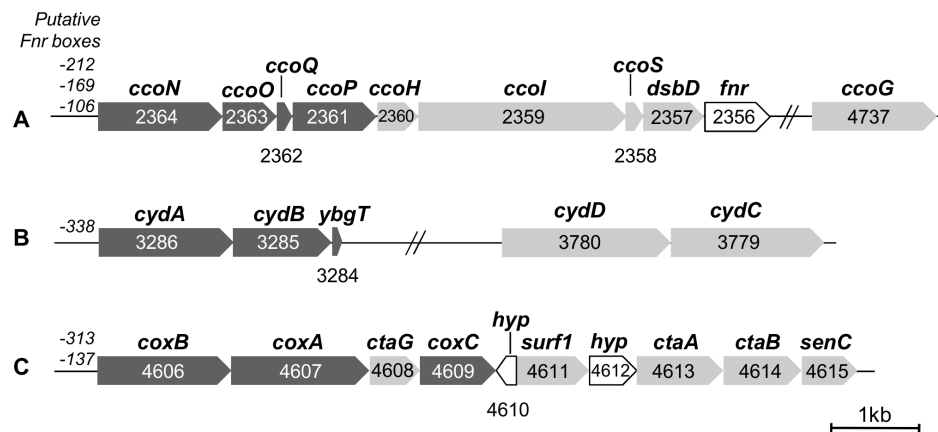 Putative
Fnr boxes
-212
-169
-106
A
ccoN ccoO ccoQ ccoP ccoH ccoI ccoS dsbD fnr ccoG
2364 2363 2361 2360 2359 2357 2356 4737
2362 2358
-338
B
cydA cydB ybgT cydD cydC
3286 3285 3780 3779
3284
-313
-137
C
coxB coxA ctaG coxC hyp surf1 hyp ctaA ctaB senC
4606 4607 4608 4609 4611 4612 4613 4614 4615
4610
1kb